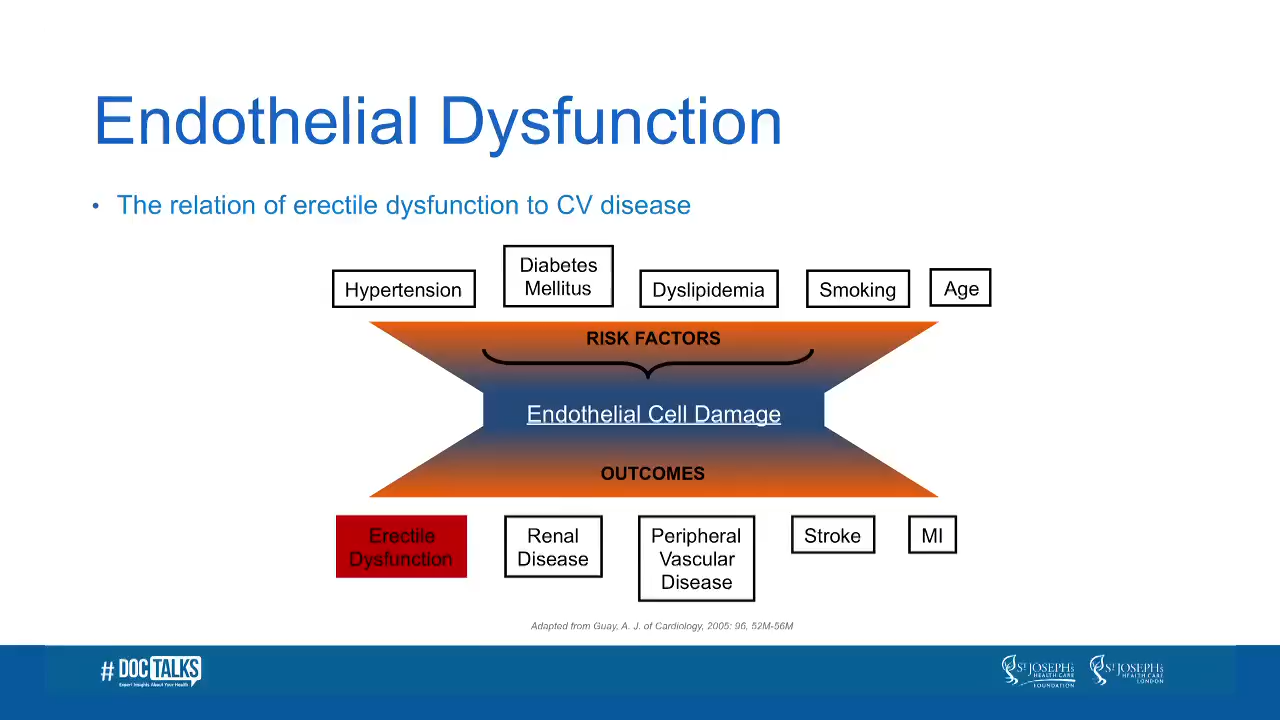 Endothelial Dysfunction
• The relation of erectile dysfunction to CV disease
Hypertension
Diabetes
Mellitus
Dyslipidemia
Smoking
Age
RISK FACTORS
Endothelial Cell Damage
OUTCOMES
Erectile
Dysfunction
Renal
Disease
Peripheral
Vascular
Disease
Stroke
MI
Adapted from Guay, A. J. of Cardiology, 2005: 96, 52M-56M
# DOC TALKS
Expert Insights About Your Health
ST JOSEPH'S
HEALTH CARE
FOUNDATION
ST JOSEPH'S
HEALTH CARE
LONDON